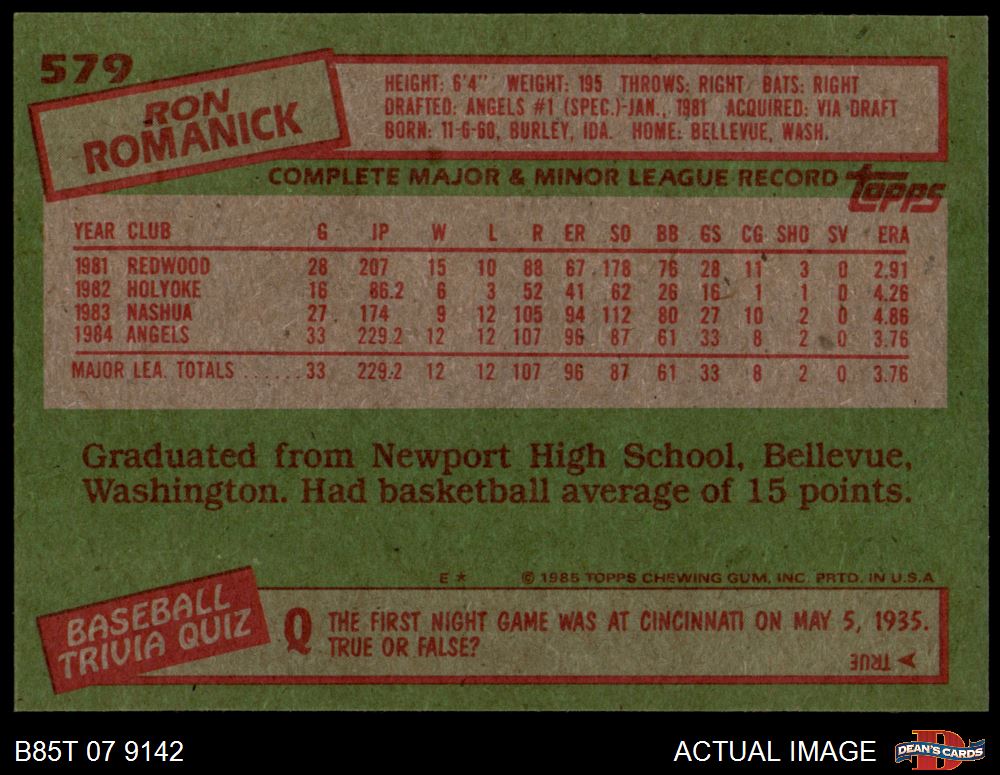 579
RON
ROMANICK
HEIGHT: 6'4" WEIGHT: 195 THROWS: RIGHT BATS: RIGHT
DRAFTED: ANGELS #1 (SPEC.)-JAN., 1981 ACQUIRED: VIA DRAFT
BORN: 11-6-60, BURLEY, IDA. HOME: BELLEVUE, WASH.
COMPLETE MAJOR & MINOR LEAGUE RECORD topps
YEAR CLUB G IP W L R ER SO BB GS CG SHO SV ERA
1981 REDWOOD 28 207 15 10 88 67 178 76 28 11 3 0 2.91
1982 HOLYOKE 16 86.2 6 3 52 41 62 26 16 1 1 0 4.26
1983 NASHUA 27 174 9 12 105 94 112 80 27 10 2 0 4.86
1984 ANGELS 33 229.2 12 12 107 96 87 61 33 8 2 0 3.76
MAJOR LEA. TOTALS ...... 33 229.2 12 12 107 96 87 61 33 8 2 0 3.76
Graduated from Newport High School, Bellevue,
Washington. Had basketball average of 15 points.
E * © 1985 TOPPS CHEWING GUM, INC. PRTD. IN U.S.A
BASEBALL
TRIVIA QUIZ
Q THE FIRST NIGHT GAME WAS AT CINCINNATI ON MAY 5, 1935.
TRUE OR FALSE?
TRUE
B85T 07 9142 ACTUAL IMAGE D DEAN'S CARDS